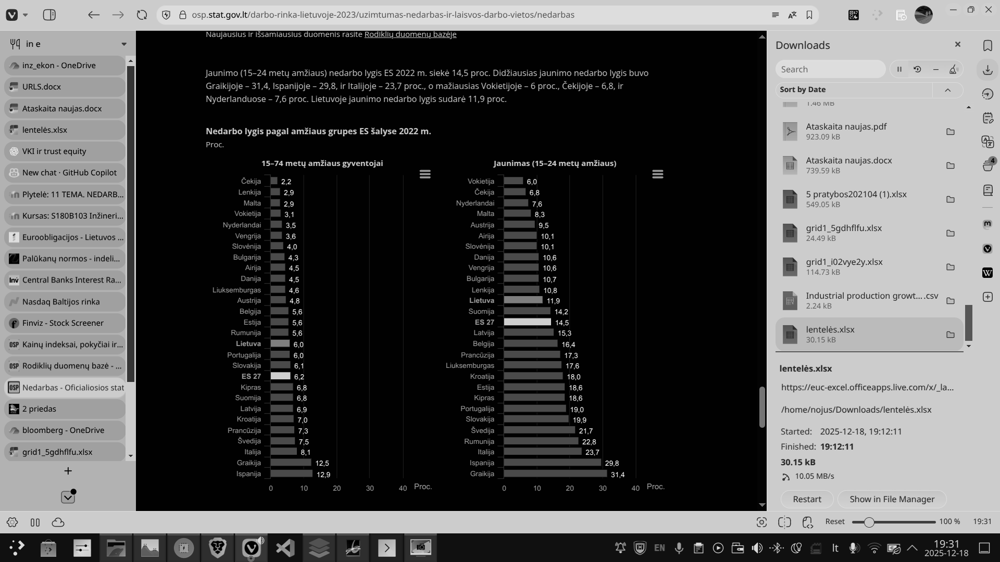 osp.stat.gov.lt/darbo-rinka-lietuvoje-2023/uzimtumas-nedarbas-ir-laisvos-darbo-vietos/nedarbas
in e
inz_ekon - OneDrive
URLS.docx
Ataskaita naujas.docx
lentelės.xlsx
VKI ir trust equity
New chat · GitHub Copilot
Plytelė: 11 TEMA. NEDARB...
Kursas: S180B103 Inžineri...
Euroobligacijos - Lietuvos ...
Palūkanų normos - indeli...
Inv Central Banks Interest Ra...
Nasdaq Baltijos rinka
Finviz - Stock Screener
OSP Kainų indeksai, pokyčiai ir...
OSP Rodiklių duomenų bazė - ...
OSP Nedarbas - Oficialiosios stat
2 priedas
bloomberg - OneDrive
grid1_5gdhflfu.xlsx
Naujausius ir išsamiausius duomenis rasite Rodiklių duomenų bazėje
Jaunimo (15–24 metų amžiaus) nedarbo lygis ES 2022 m. siekė 14,5 proc. Didžiausias jaunimo nedarbo lygis buvo
Graikijoje – 31,4, Ispanijoje – 29,8, ir Italijoje – 23,7 proc., o mažiausias Vokietijoje – 6 proc., Čekijoje – 6,8, ir
Nyderlanduose – 7,6 proc. Lietuvoje jaunimo nedarbo lygis sudarė 11,9 proc.
Nedarbo lygis pagal amžiaus grupes ES šalyse 2022 m.
Proc.
15–74 metų amžiaus gyventojai
Čekija 2,2
Lenkija 2,9
Malta 2,9
Vokietija 3,1
Nyderlandai 3,5
Vengrija 3,6
Slovėnija 4,0
Bulgarija 4,3
Airija 4,5
Danija 4,5
Liuksemburgas 4,6
Austrija 4,8
Belgija 5,6
Estija 5,6
Rumunija 5,6
Lietuva 6,0
Portugalija 6,0
Slovakija 6,1
ES 27 6,2
Kipras 6,8
Suomija 6,8
Latvija 6,9
Kroatija 7,0
Prancūzija 7,3
Švedija 7,5
Italija 8,1
Graikija 12,5
Ispanija 12,9
0 10 20 30 40 Proc.
Jaunimas (15–24 metų amžiaus)
Vokietija 6,0
Čekija 6,8
Nyderlandai 7,6
Malta 8,3
Austrija 9,5
Airija 10,1
Slovėnija 10,1
Danija 10,6
Vengrija 10,6
Bulgarija 10,7
Lenkija 10,8
Lietuva 11,9
Suomija 14,2
ES 27 14,5
Latvija 15,3
Belgija 16,4
Prancūzija 17,3
Liuksemburgas 17,6
Kroatija 18,0
Estija 18,6
Kipras 18,6
Portugalija 19,0
Slovakija 19,9
Švedija 21,7
Rumunija 22,8
Italija 23,7
Ispanija 29,8
Graikija 31,4
0 10 20 30 40 Proc.
Downloads
Search
Sort by Date
1.46 MB
Ataskaita naujas.pdf
923.09 kB
Ataskaita naujas.docx
739.59 kB
5 pratybos202104 (1).xlsx
549.05 kB
grid1_5gdhflfu.xlsx
24.49 kB
grid1_i02vye2y.xlsx
114.73 kB
Industrial production growt....csv
2.24 kB
lentelės.xlsx
30.15 kB
lentelės.xlsx
https://euc-excel.officeapps.live.com/x/_la...
/home/nojus/Downloads/lentelės.xlsx
Started: 2025-12-18, 19:12:11
Finished: 19:12:11
30.15 kB
10.05 MB/s
Restart
Show in File Manager
4
m
W
Reset 100 % 19:31
EN
lt
19:31
2025-12-18